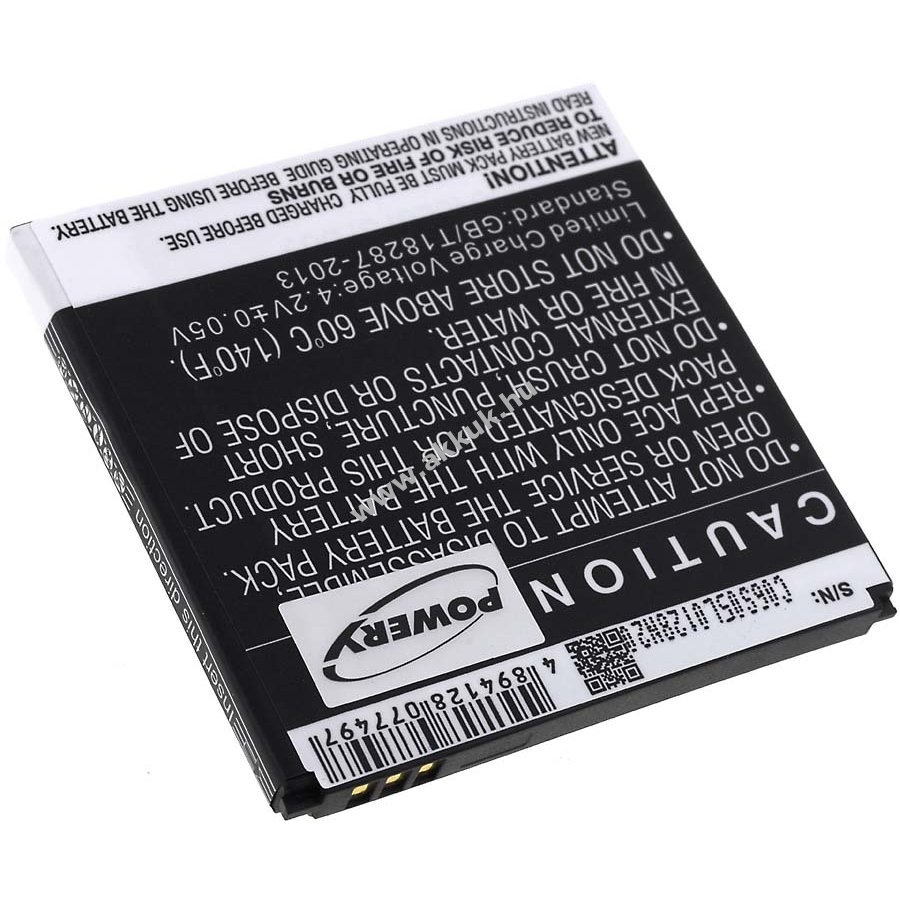 ATTENTION!
NEW BATTERY PACK MUST BE FULLY CHARGED BEFORE USE.
TO REDUCE RISK OF FIRE OR BURNS
READ INSTRUCTIONS IN OPERATING GUIDE BEFORE USING THE BATTERY.
CAUTION
•DO NOT ATTEMPT TO DISASSEMBLE,
OPEN OR SERVICE THE BATTERY PACK.
•REPLACE ONLY WITH THE BATTERY
PACK DESIGNATED FOR THIS PRODUCT.
•DO NOT CRUSH, PUNCTURE, SHORT
EXTERNAL CONTACTS OR DISPOSE OF
IN FIRE OR WATER.
•DO NOT STORE ABOVE 60°C (140°F).
Limited Charge Voltage:4.2V±0.05V
Standard:GB/T18287-2013
POWERY
S/N:
4 894128 077497
Insert this direction
www.akkuk.hu